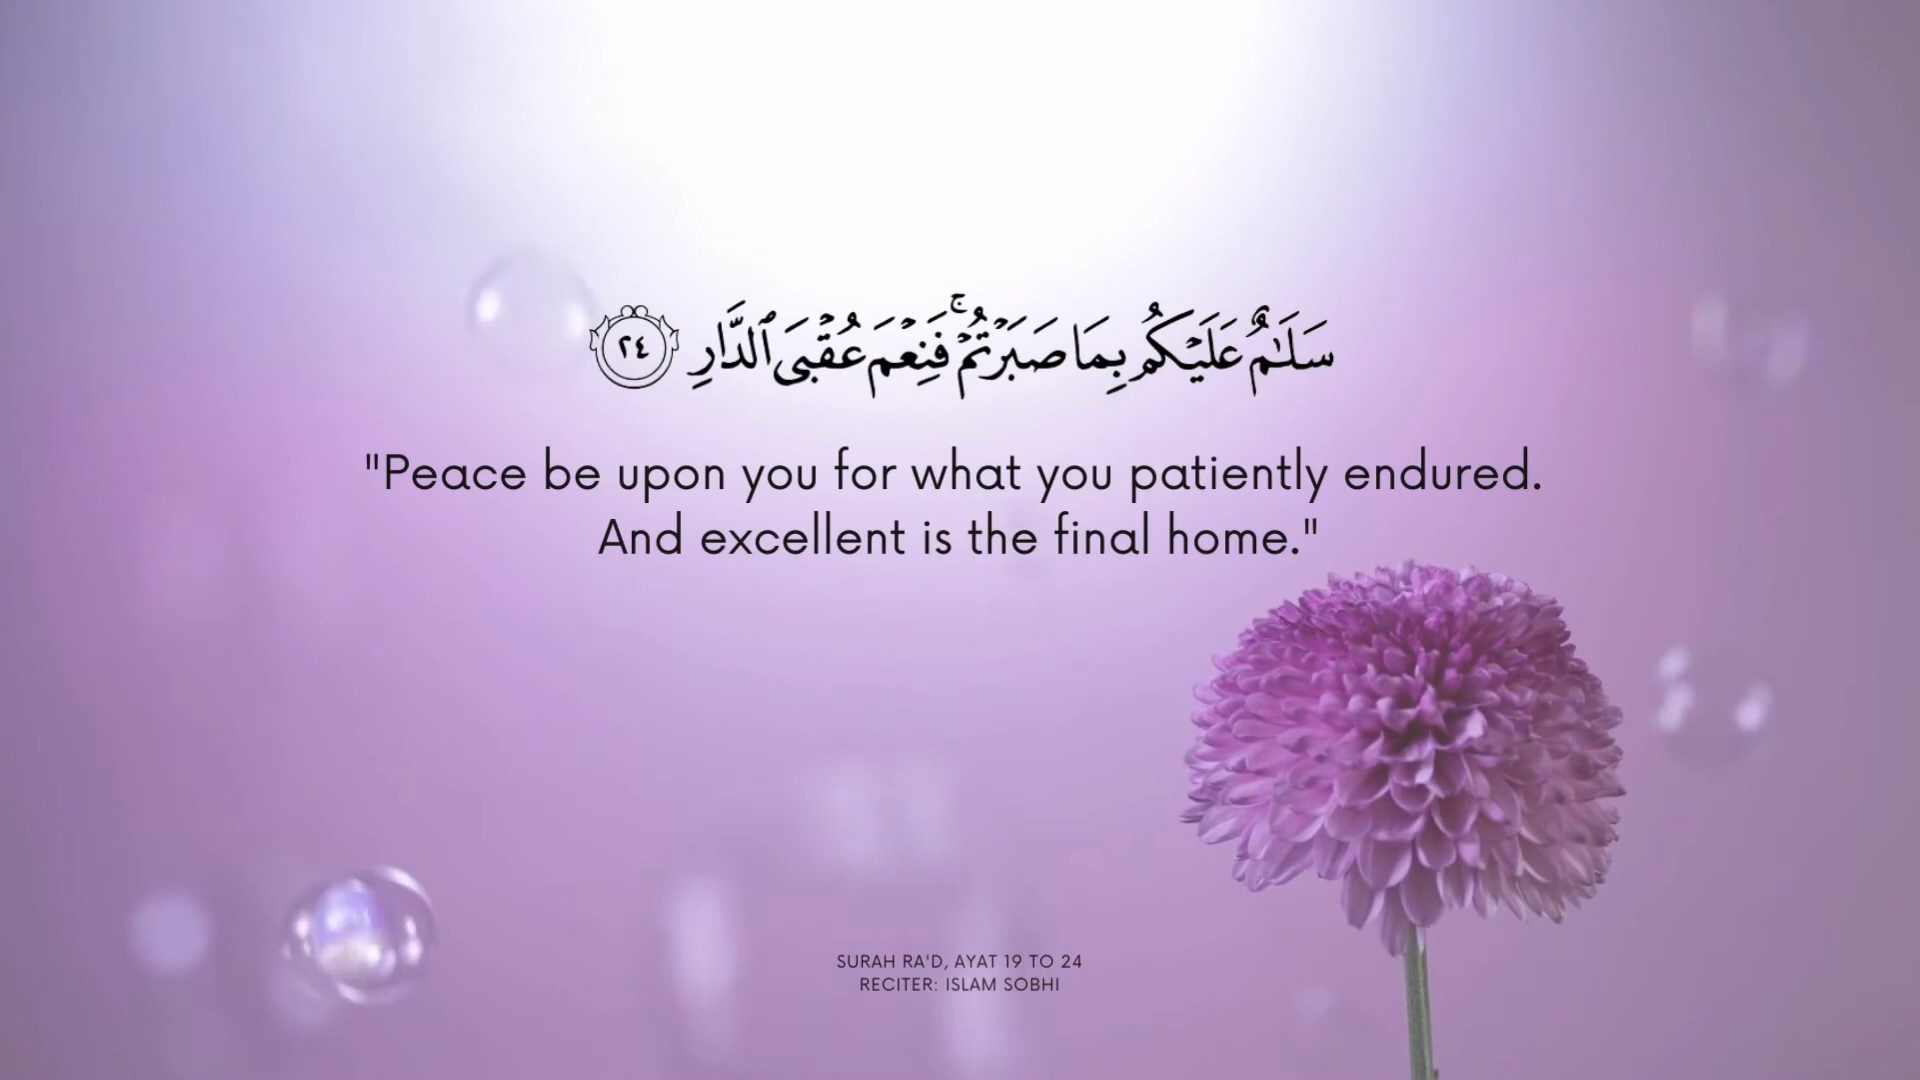 سَلَـٰمٌ عَلَيْكُم بِمَا صَبَرْتُمْ ۚ فَنِعْمَ عُقْبَى ٱلدَّارِ ٢٤
"Peace be upon you for what you patiently endured.
And excellent is the final home."
SURAH RA'D, AYAT 19 TO 24
RECITER: ISLAM SOBHI